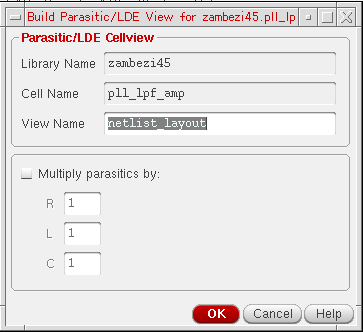 Build Parasitic/LDE View for zambezi45.pll_lp
Parasitic/LDE Cellview
Library Name zambezi45
Cell Name pll_lpf_amp
View Name netlist_layout
Multiply parasitics by:
R 1
L 1
C 1
OK Cancel Help